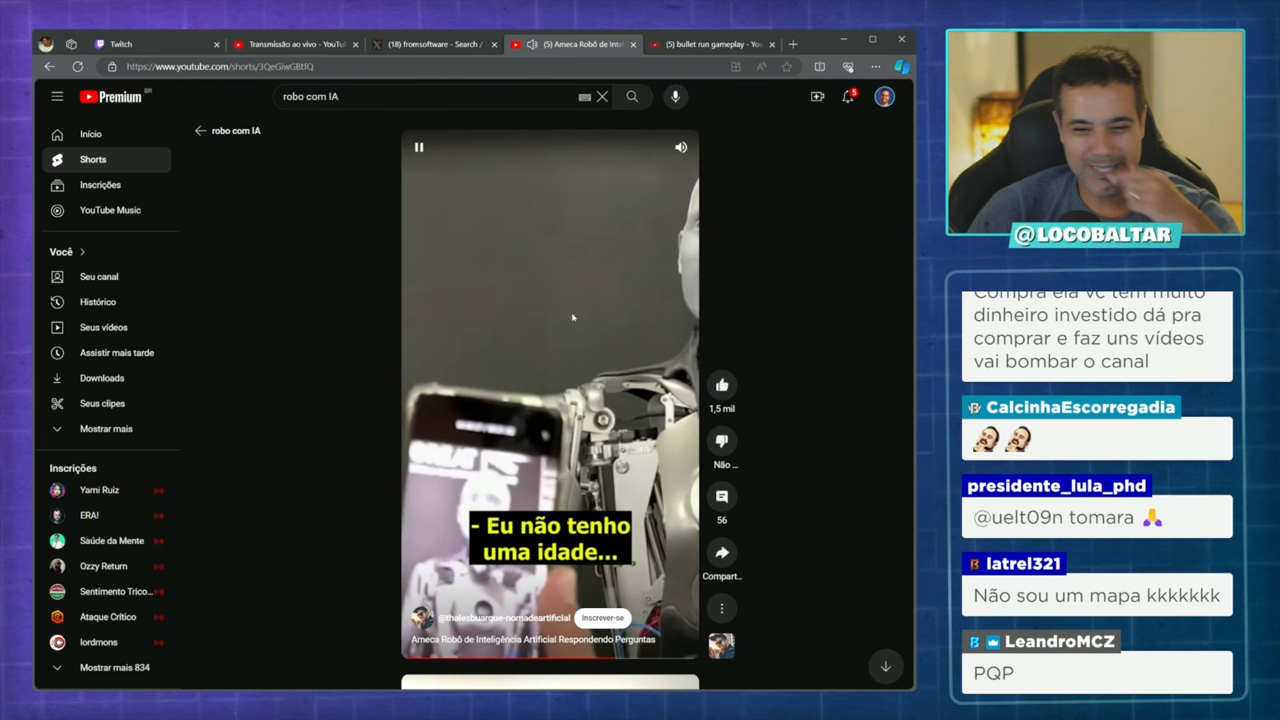 Twitch
Transmissão ao vivo - YouTu
(18) fromsoftware - Search /
(5) Ameca Robô de Intel
(5) bullet run gameplay - You
https://www.youtube.com/shorts/3QeGiwGBtfQ
Premium
BR
robo com IA
5
robo com IA
Início
Shorts
Inscrições
YouTube Music
Você
Seu canal
Histórico
Seus vídeos
Assistir mais tarde
Downloads
Seus clipes
Mostrar mais
Inscrições
Yami Ruiz
ERA!
Saúde da Mente
Ozzy Return
Sentimento Trico...
Ataque Crítico
lordmons
Mostrar mais 834
- Eu não tenho
uma idade...
@thalesbuarque-nomadeartificial
Inscrever-se
Ameca Robô de Inteligência Artificial Respondendo Perguntas
1,5 mil
Não ...
56
Compart...
@LOCOBALTAR
Compra ela vc tem muito
dinheiro investido dá pra
comprar e faz uns vídeos
vai bombar o canal
CalcinhaEscorregadia
presidente_lula_phd
@uelt09n tomara 🙏
latrel321
Não sou um mapa kkkkkkk
LeandroMCZ
PQP